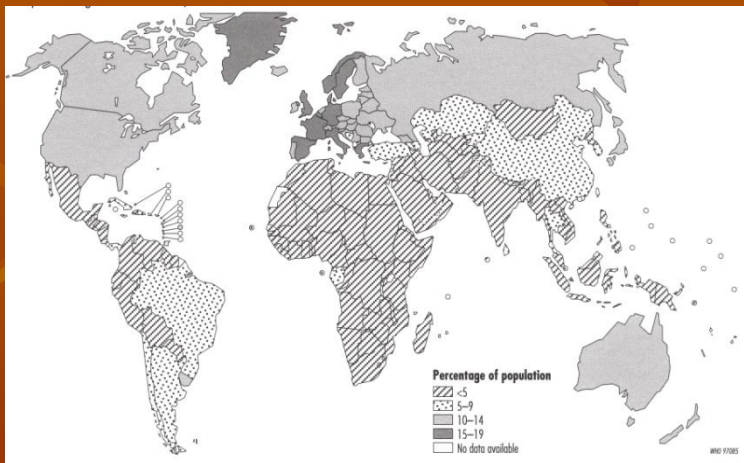 Percentage of population
<5
5–9
10–14
15–19
No data available
WHO 97085